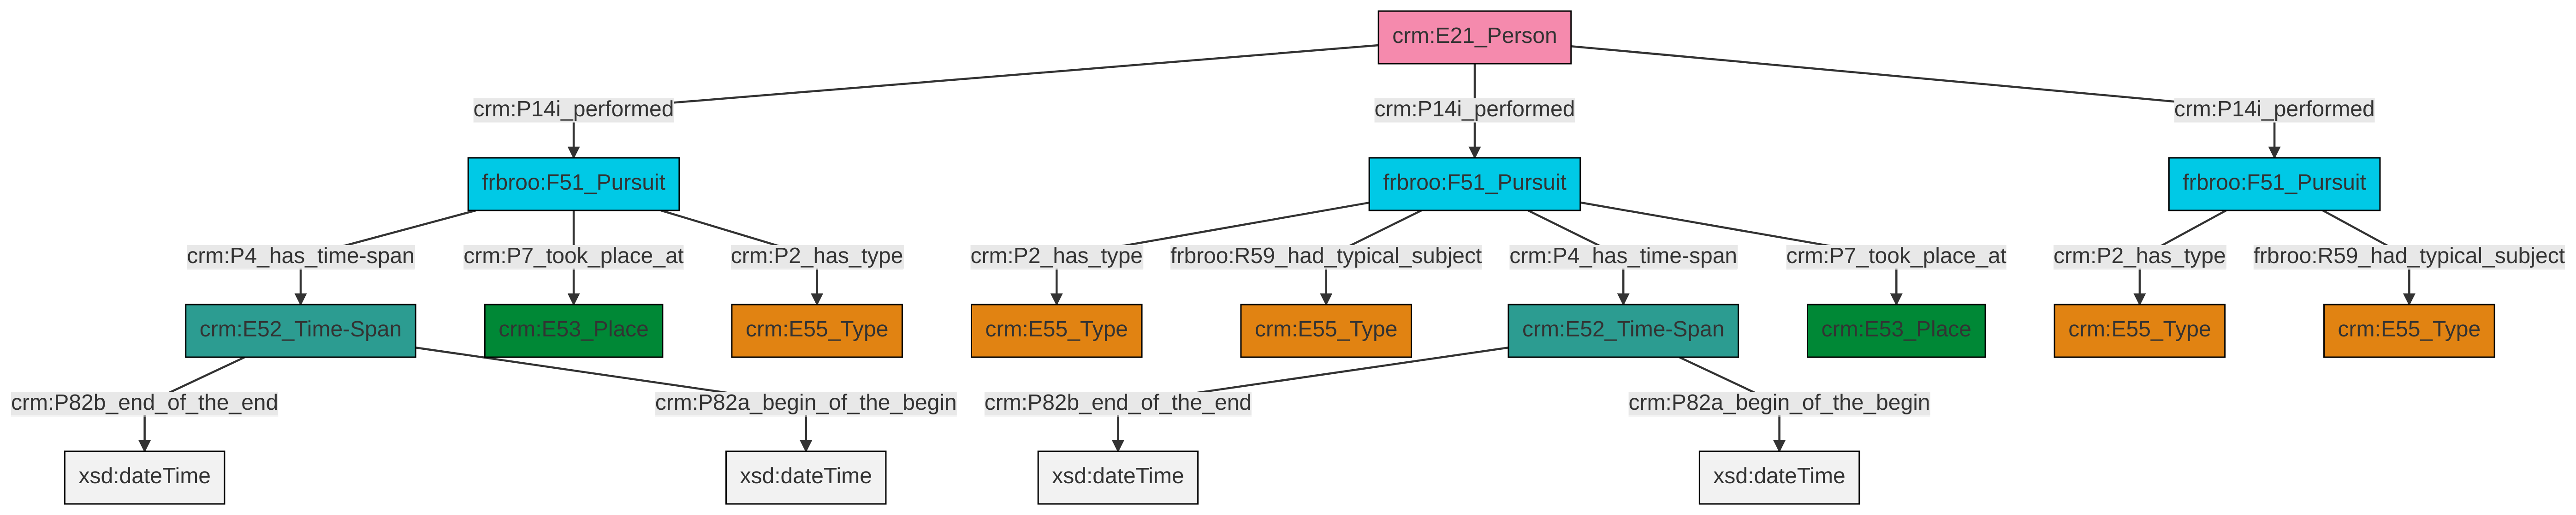 crm:E21_Person
crm:P14i_performed
crm:P14i_performed
crm:P14i_performed
frbroo:F51_Pursuit
frbroo:F51_Pursuit
frbroo:F51_Pursuit
crm:P4_has_time-span
crm:P7_took_place_at
crm:P2_has_type
crm:P2_has_type
frbroo:R59_had_typical_subject
crm:P4_has_time-span
crm:P7_took_place_at
crm:P2_has_type
frbroo:R59_had_typical_subject
crm:E52_Time-Span
crm:E53_Place
crm:E55_Type
crm:E55_Type
crm:E55_Type
crm:E52_Time-Span
crm:E53_Place
crm:E55_Type
crm:E55_Type
crm:P82b_end_of_the_end
crm:P82a_begin_of_the_begin
crm:P82b_end_of_the_end
crm:P82a_begin_of_the_begin
xsd:dateTime
xsd:dateTime
xsd:dateTime
xsd:dateTime